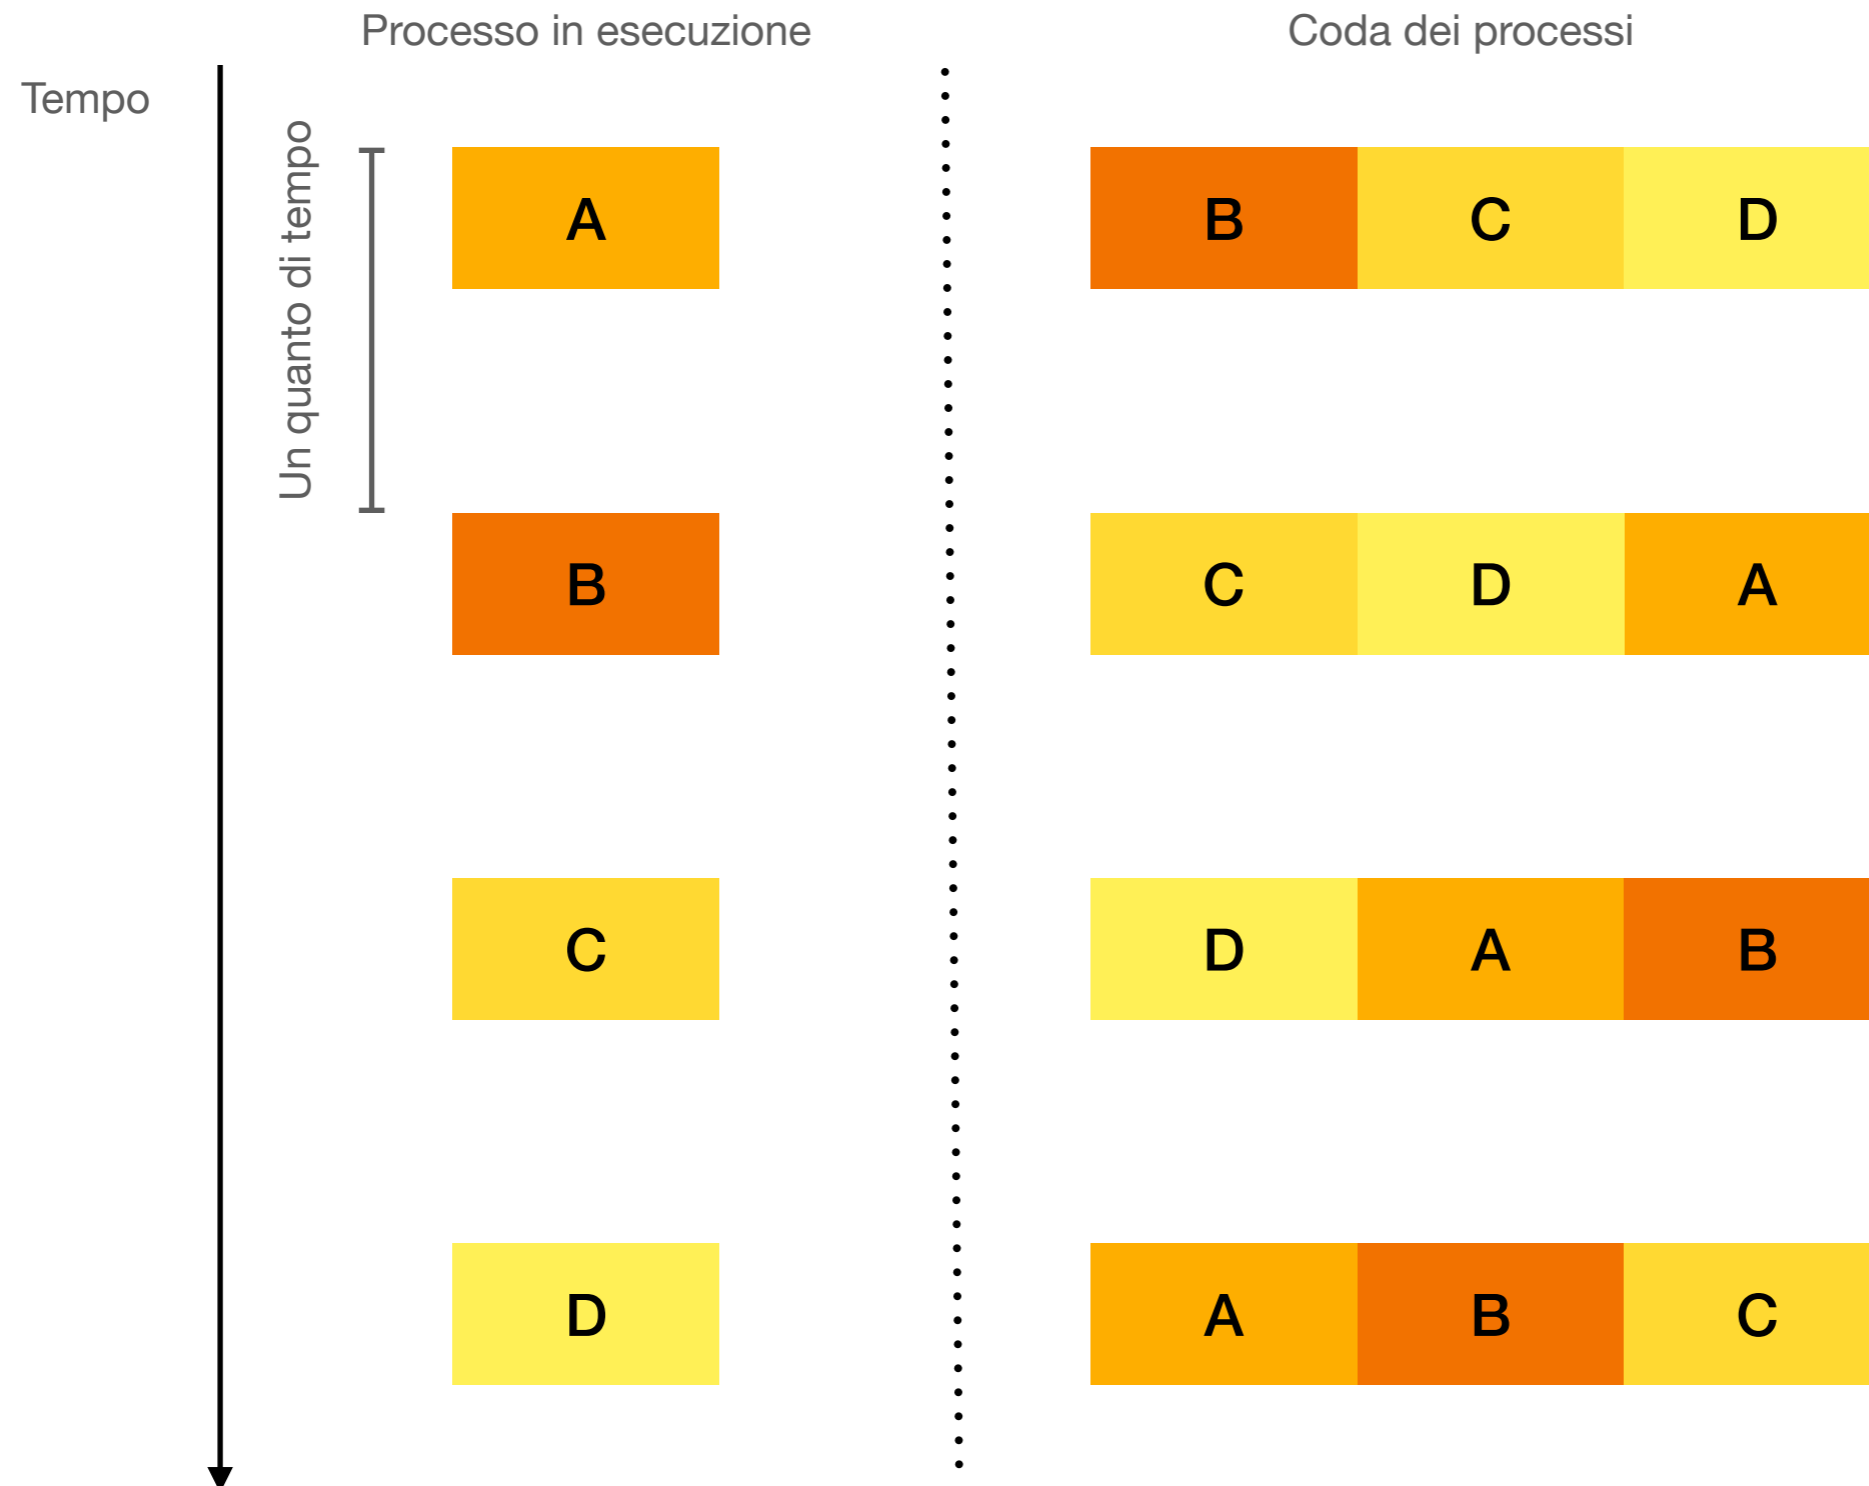 Processo in esecuzione
Coda dei processi
Tempo
Un quanto di tempo
A
B C D
B
C D A
C
D A B
D
A B C